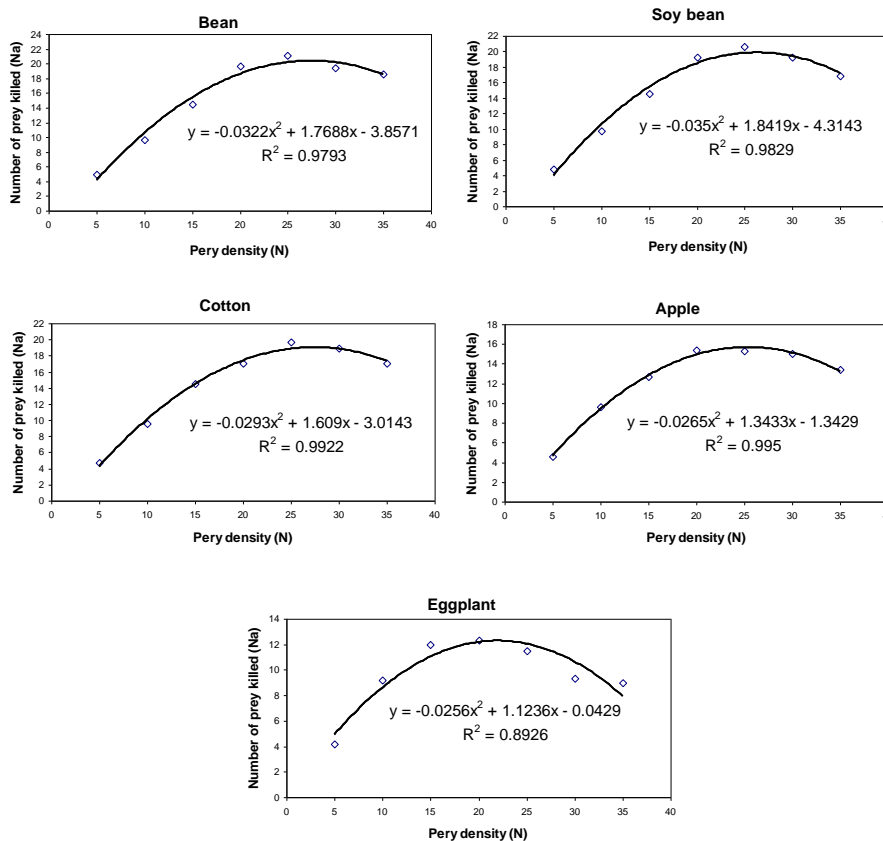 Bean
Number of prey killed (Na)
24
22
20
18
16
14
12
10
8
6
4
2
0
y = -0.0322x² + 1.7688x - 3.8571
R² = 0.9793
0 5 10 15 20 25 30 35 40
Pery density (N)
Soy bean
Number of prey killed (Na)
22
20
18
16
14
12
10
8
6
4
2
0
y = -0.035x² + 1.8419x - 4.3143
R² = 0.9829
0 5 10 15 20 25 30 35
Pery density (N)
Cotton
Number of prey killed (Na)
22
20
18
16
14
12
10
8
6
4
2
0
y = -0.0293x² + 1.609x - 3.0143
R² = 0.9922
0 5 10 15 20 25 30 35 40
Pery density (N)
Apple
Number of prey killed (Na)
18
16
14
12
10
8
6
4
2
0
y = -0.0265x² + 1.3433x - 1.3429
R² = 0.995
0 5 10 15 20 25 30 35
Pery density (N)
Eggplant
Number of prey killed (Na)
14
12
10
8
6
4
2
0
y = -0.0256x² + 1.1236x - 0.0429
R² = 0.8926
0 5 10 15 20 25 30 35 40
Pery density (N)